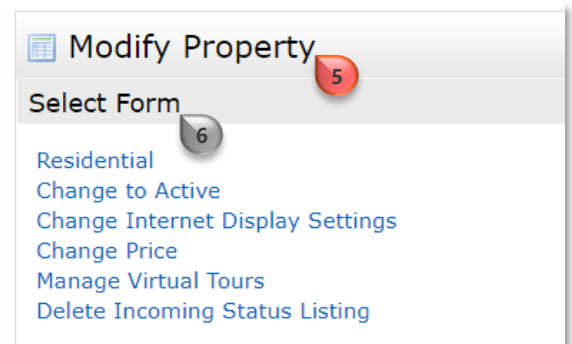 Modify Property
5
Select Form
6
Residential
Change to Active
Change Internet Display Settings
Change Price
Manage Virtual Tours
Delete Incoming Status Listing